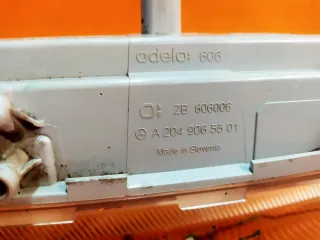 odelo: 606
ZB 606006
A 204 906 55 01
Made in Slovenia